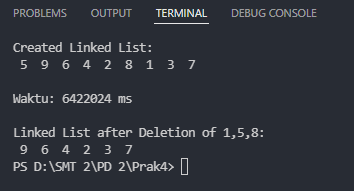 PROBLEMS OUTPUT TERMINAL DEBUG CONSOLE
Created Linked List:
5 9 6 4 2 8 1 3 7
Waktu: 6422024 ms
Linked List after Deletion of 1,5,8:
9 6 4 2 3 7
PS D:\SMT 2\PD 2\Prak4>